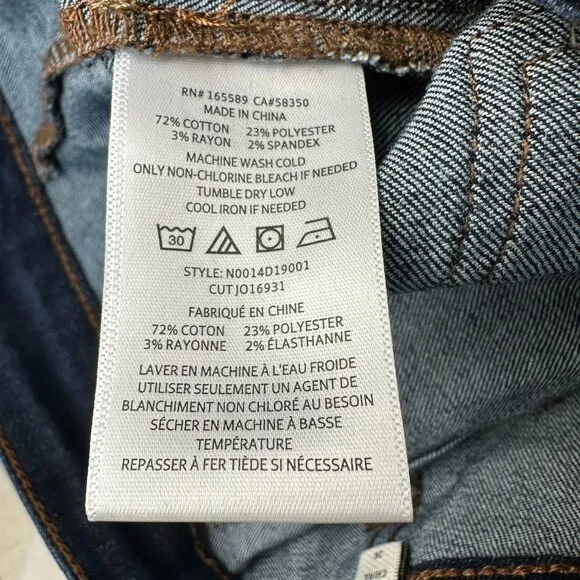 RN# 165589 CA#58350
MADE IN CHINA
72% COTTON 23% POLYESTER
3% RAYON 2% SPANDEX
MACHINE WASH COLD
ONLY NON-CHLORINE BLEACH IF NEEDED
TUMBLE DRY LOW
COOL IRON IF NEEDED
30
STYLE: N0014D19001
CUT JO16931
FABRIQUÉ EN CHINE
72% COTON 23% POLYESTER
3% RAYONNE 2% ÉLASTHANNE
LAVER EN MACHINE À L'EAU FROIDE
UTILISER SEULEMENT UN AGENT DE
BLANCHIMENT NON CHLORÉ AU BESOIN
SÉCHER EN MACHINE À BASSE
TEMPÉRATURE
REPASSER À FER TIÈDE SI NÉCESSAIRE